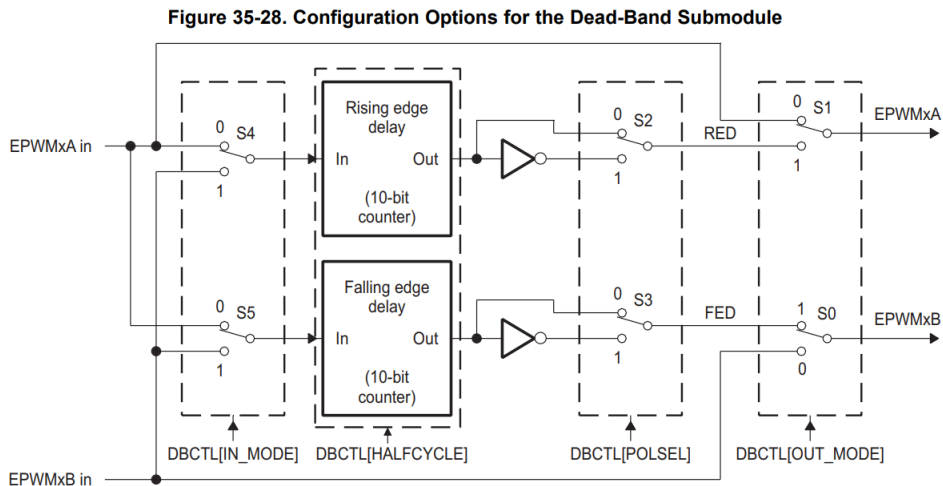 Figure 35-28. Configuration Options for the Dead-Band Submodule
EPWMxA in
0
S4
1
Rising edge
delay
In
Out
(10-bit
counter)
0
S2
1
RED
0
S1
1
EPWMxA
0
S5
1
Falling edge
delay
In
Out
(10-bit
counter)
0
S3
1
FED
1
S0
0
EPWMxB
DBCTL[IN_MODE]
DBCTL[HALFCYCLE]
DBCTL[POLSEL]
DBCTL[OUT_MODE]
EPWMxB in